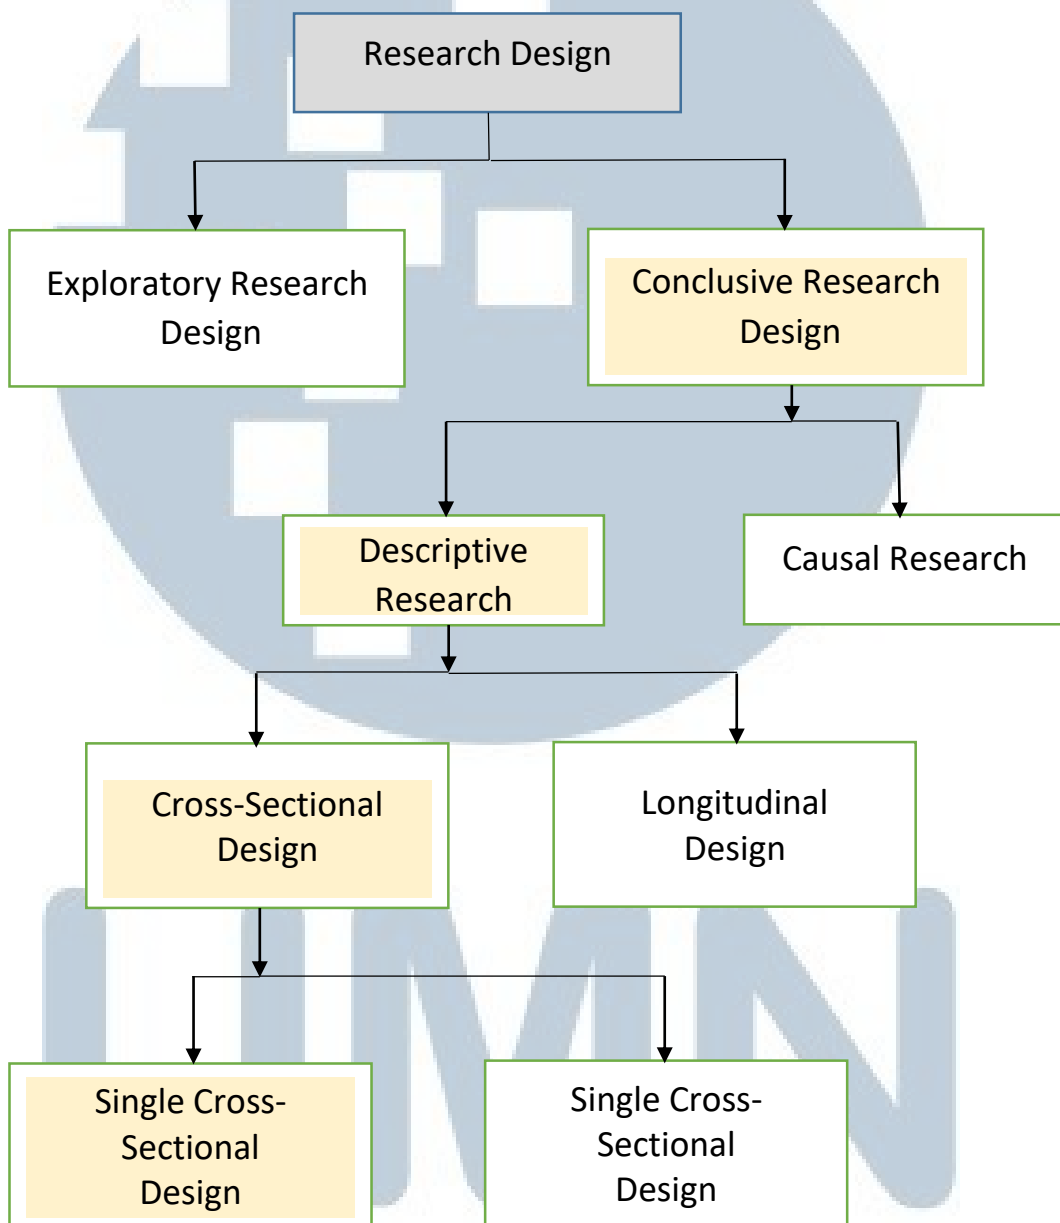 Research Design
Exploratory Research
Design
Conclusive Research
Design
Descriptive
Research
Causal Research
Cross-Sectional
Design
Longitudinal
Design
Single Cross-
Sectional
Design
Single Cross-
Sectional
Design
UMN